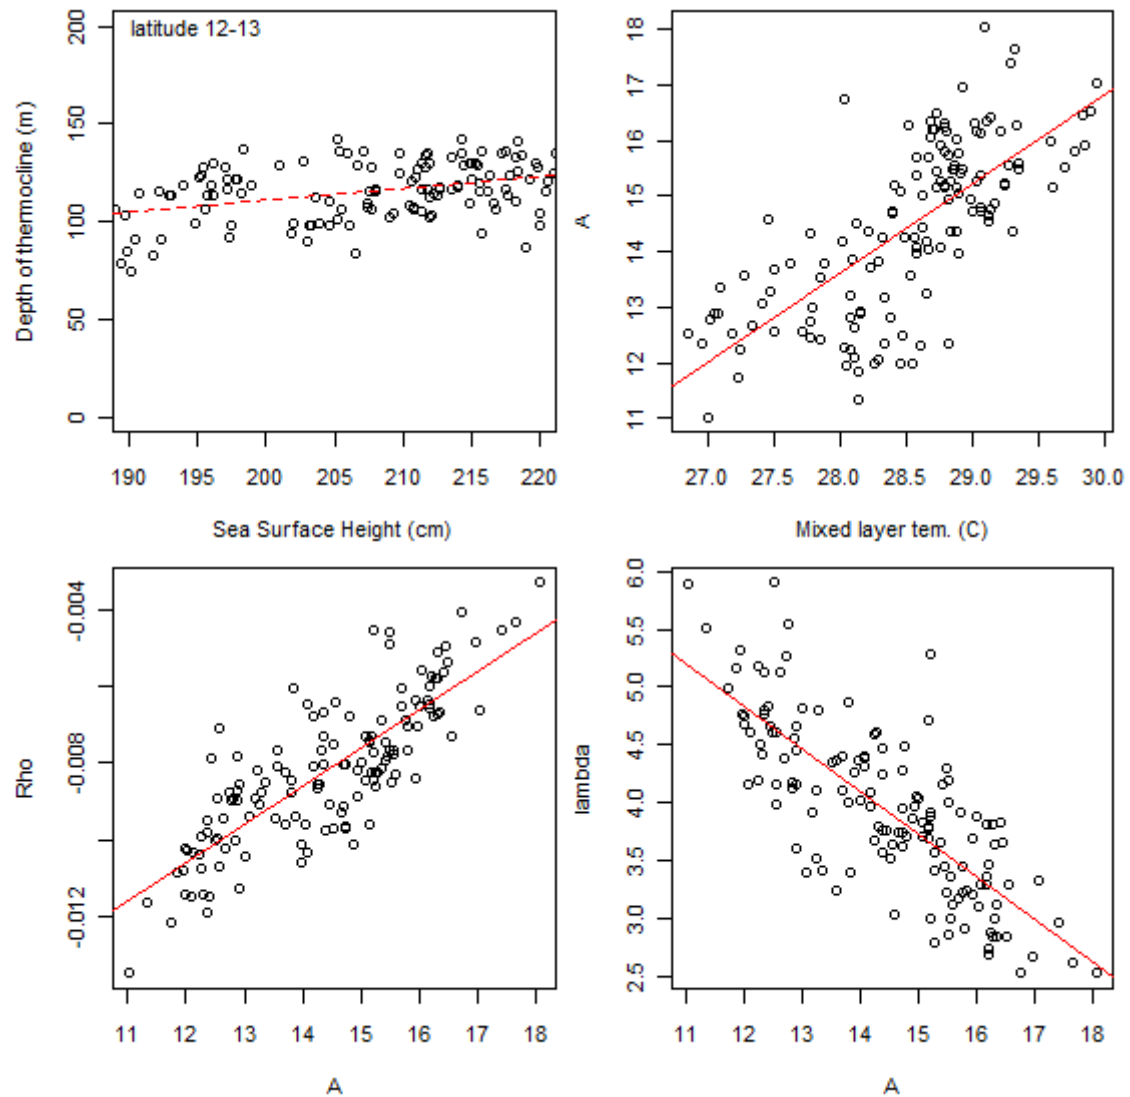 latitude 12-13
Depth of thermocline (m)
0 50 100 150 200
190 195 200 205 210 215 220
Sea Surface Height (cm)
A
11 12 13 14 15 16 17 18
27.0 27.5 28.0 28.5 29.0 29.5 30.0
Mixed layer tem. (C)
Rho
-0.012 -0.008 -0.004
11 12 13 14 15 16 17 18
A
lambda
2.5 3.0 3.5 4.0 4.5 5.0 5.5 6.0
11 12 13 14 15 16 17 18
A